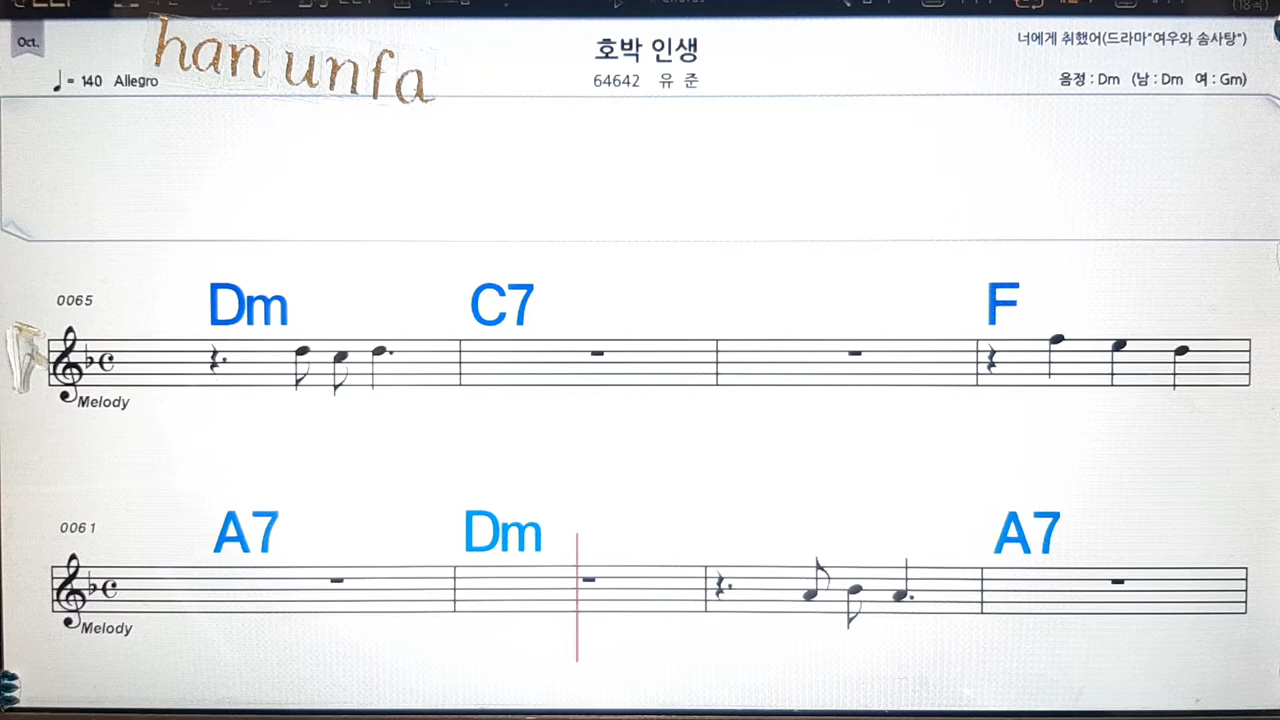 Oct.
han unfa
호박 인생
너에게 취했어(드라마"여우와 솜사탕")
♩ = 140 Allegro
64642 유 준
음정 : Dm (남 : Dm 여 : Gm)
0065
Dm C7 F
Melody
0061
A7 Dm A7
Melody